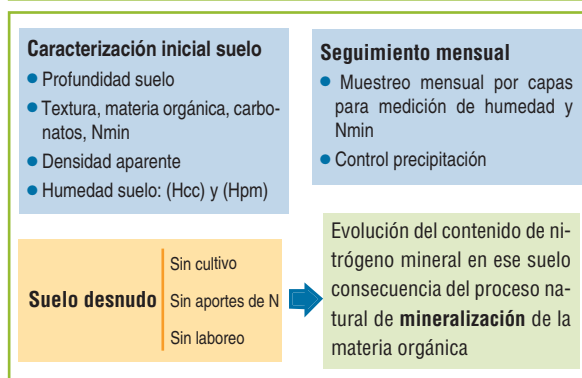 Caracterización inicial suelo
● Profundidad suelo
● Textura, materia orgánica, carbo-
natos, Nmin
● Densidad aparente
● Humedad suelo: (Hcc) y (Hpm)
Seguimiento mensual
● Muestreo mensual por capas
para medición de humedad y
Nmin
● Control precipitación
Suelo desnudo
Sin cultivo
Sin aportes de N
Sin laboreo
Evolución del contenido de ni-
trógeno mineral en ese suelo
consecuencia del proceso na-
tural de mineralización de la
materia orgánica